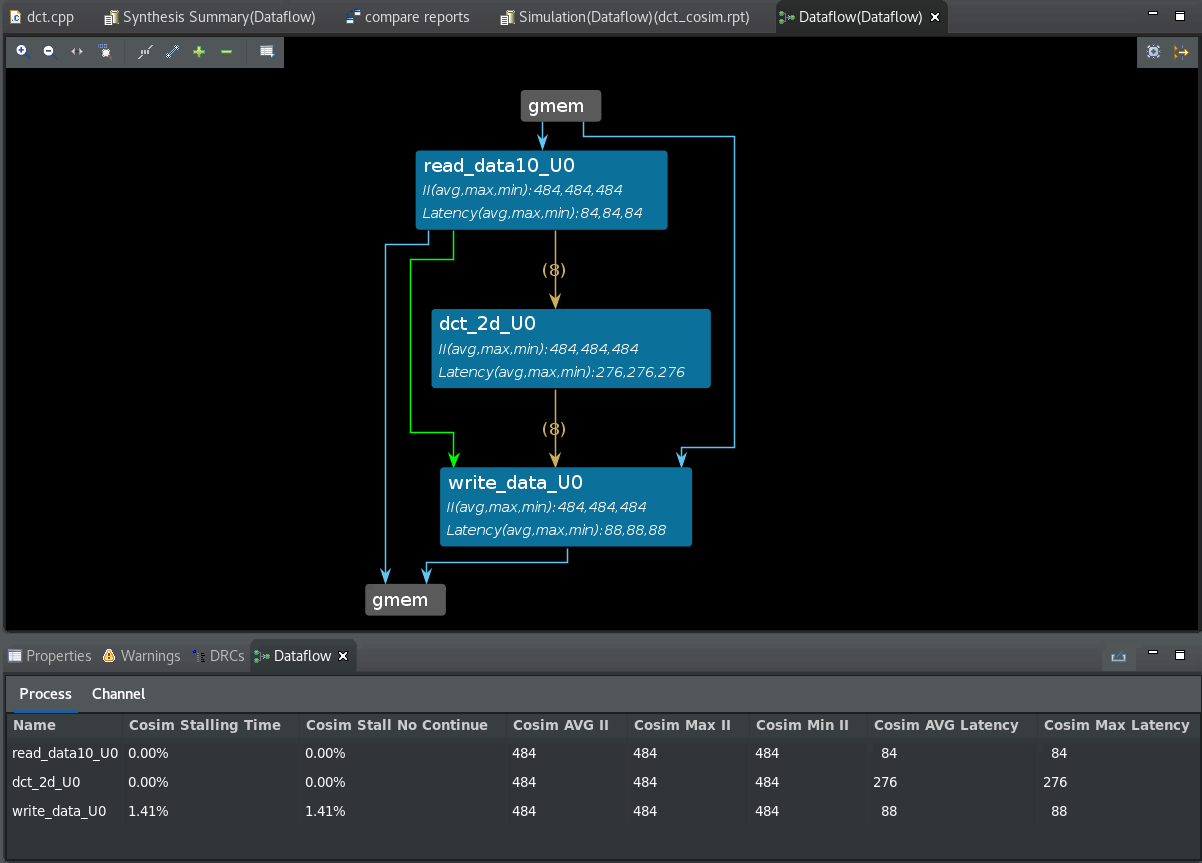 dct.cpp Synthesis Summary(Dataflow) compare reports Simulation(Dataflow)(dct_cosim.rpt) Dataflow(Dataflow)
gmem
read_data10_U0
II(avg,max,min):484,484,484
Latency(avg,max,min):84,84,84
(8)
dct_2d_U0
II(avg,max,min):484,484,484
Latency(avg,max,min):276,276,276
(8)
write_data_U0
II(avg,max,min):484,484,484
Latency(avg,max,min):88,88,88
gmem
Properties Warnings DRCs Dataflow
Process Channel
Name Cosim Stalling Time Cosim Stall No Continue Cosim AVG II Cosim Max II Cosim Min II Cosim AVG Latency Cosim Max Latency
read_data10_U0 0.00% 0.00% 484 484 484 84 84
dct_2d_U0 0.00% 0.00% 484 484 484 276 276
write_data_U0 1.41% 1.41% 484 484 484 88 88